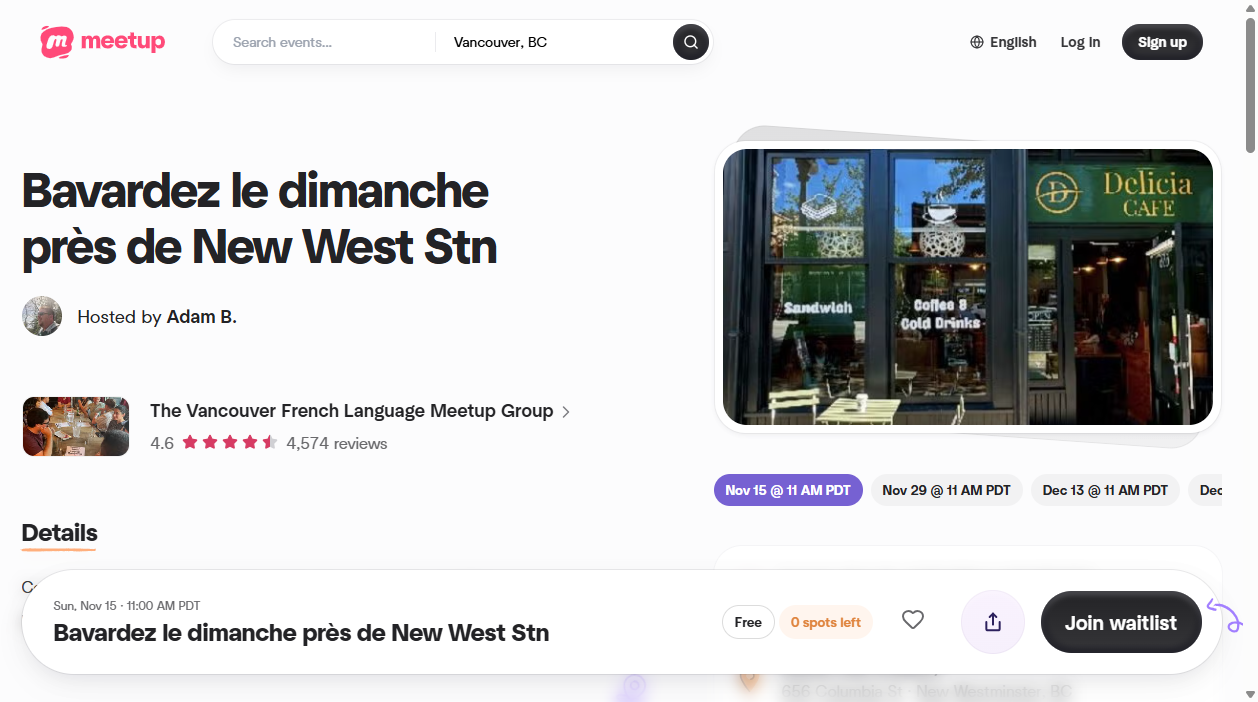 meetup
Search events...
Vancouver, BC
English
Log in
Sign up
Bavardez le dimanche
près de New West Stn
Hosted by Adam B.
The Vancouver French Language Meetup Group
4.6
4,574 reviews
Delicia
CAFE
Sandwich
Coffee &
Cold Drinks
Nov 15 @ 11 AM PDT
Nov 29 @ 11 AM PDT
Dec 13 @ 11 AM PDT
Dec
Details
Sun, Nov 15 · 11:00 AM PDT
Bavardez le dimanche près de New West Stn
Free
0 spots left
Join waitlist
656 Columbia St · New Westminster, BC